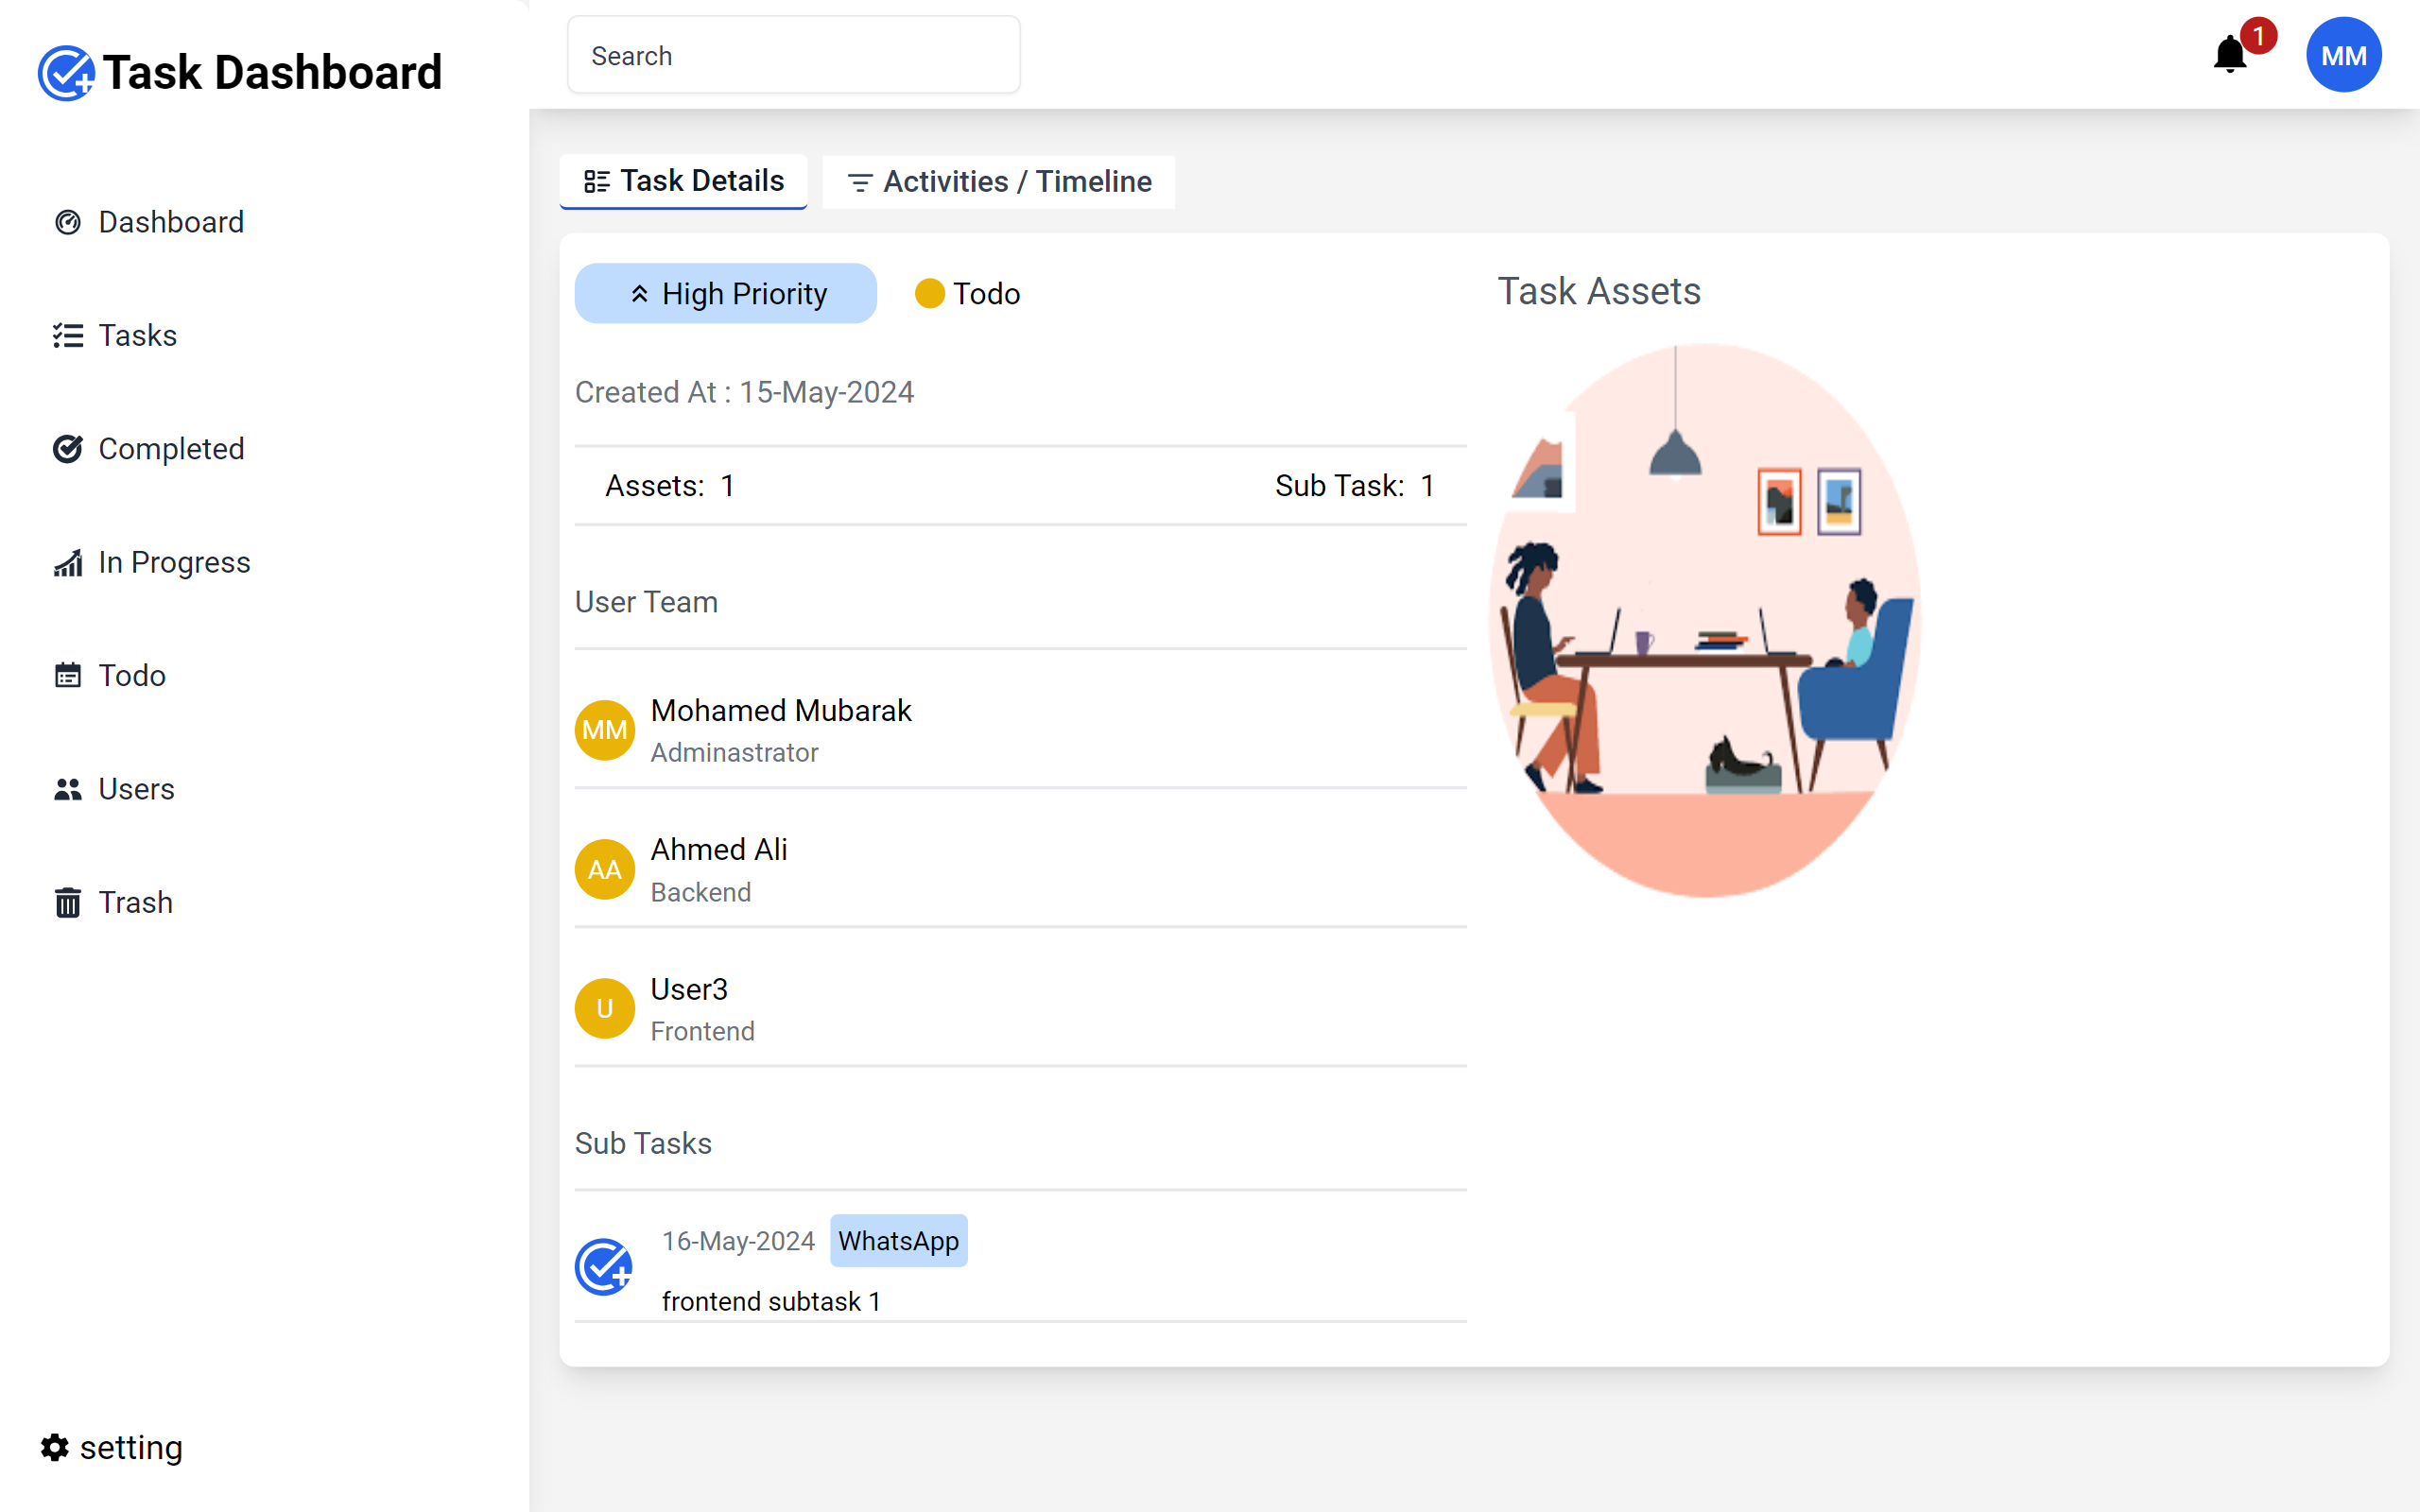 Task Dashboard
Dashboard
Tasks
Completed
In Progress
Todo
Users
Trash
setting
Search
1
MM
Task Details
Activities / Timeline
High Priority
Todo
Created At : 15-May-2024
Assets: 1
Sub Task: 1
User Team
MM
Mohamed Mubarak
Adminastrator
AA
Ahmed Ali
Backend
U
User3
Frontend
Sub Tasks
16-May-2024
WhatsApp
frontend subtask 1
Task Assets